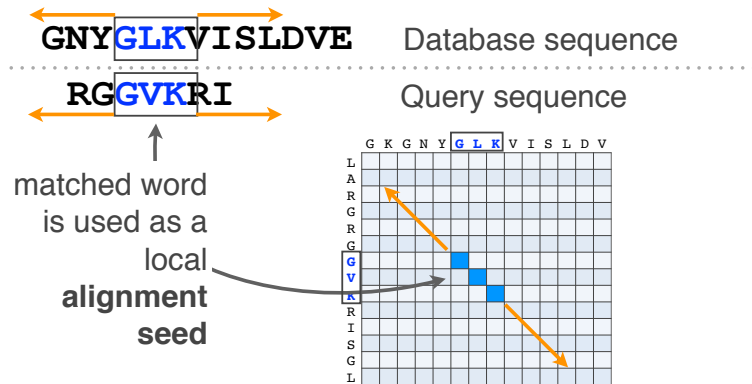 GNYGLKVISLDVE Database sequence
RGGVKRI Query sequence
G K G N Y G L K V I S L D V
L
A
R
G
R
G
G
V
K
R
I
S
G
L
matched word
is used as a
local
alignment
seed